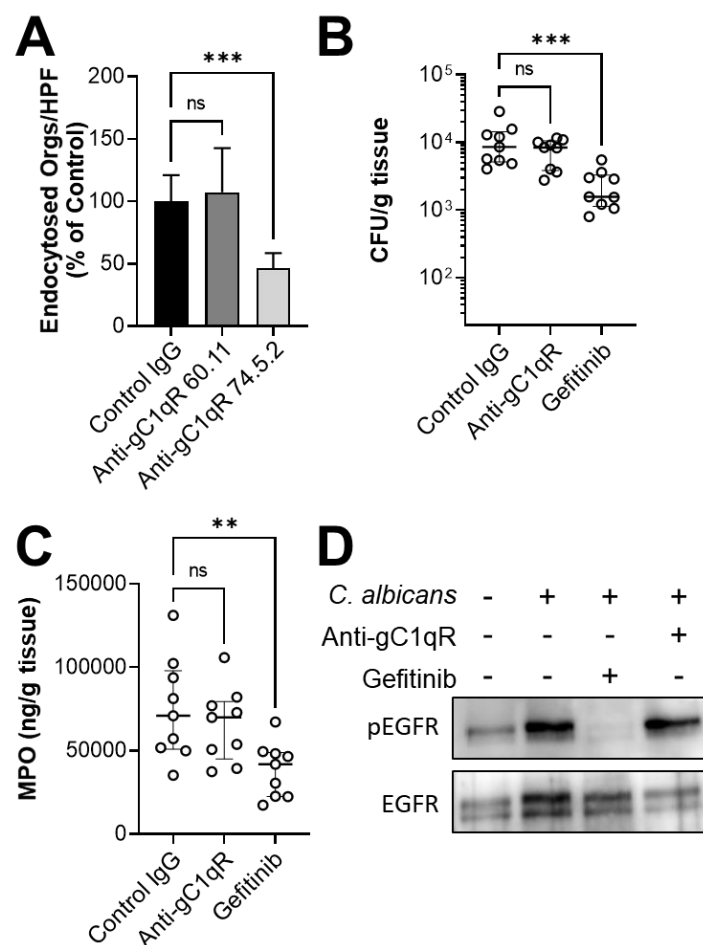 A
Endocytosed Orgs/HPF
(% of Control)
200
150
100
50
0
***
ns
Control IgG
Anti-gC1qR 60.11
Anti-gC1qR 74.5.2
B
CFU/g tissue
10^5
10^4
10^3
10^2
***
ns
Control IgG
Anti-gC1qR
Gefitinib
C
MPO (ng/g tissue)
150000
100000
50000
0
**
ns
Control IgG
Anti-gC1qR
Gefitinib
D
C. albicans - + + +
Anti-gC1qR - - - +
Gefitinib - - + -
pEGFR
EGFR